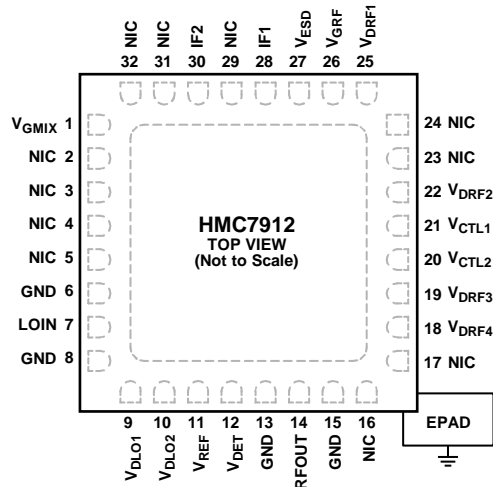 32 NIC
31 NIC
30 IF2
29 NIC
28 IF1
27 VESD
26 VGRF
25 VDRF1
VGMIX 1
NIC 2
NIC 3
NIC 4
NIC 5
GND 6
LOIN 7
GND 8
HMC7912
TOP VIEW
(Not to Scale)
24 NIC
23 NIC
22 VDRF2
21 VCTL1
20 VCTL2
19 VDRF3
18 VDRF4
17 NIC
9 VDLO1
10 VDLO2
11 VREF
12 VDET
13 GND
14 RFOUT
15 GND
16 NIC
EPAD